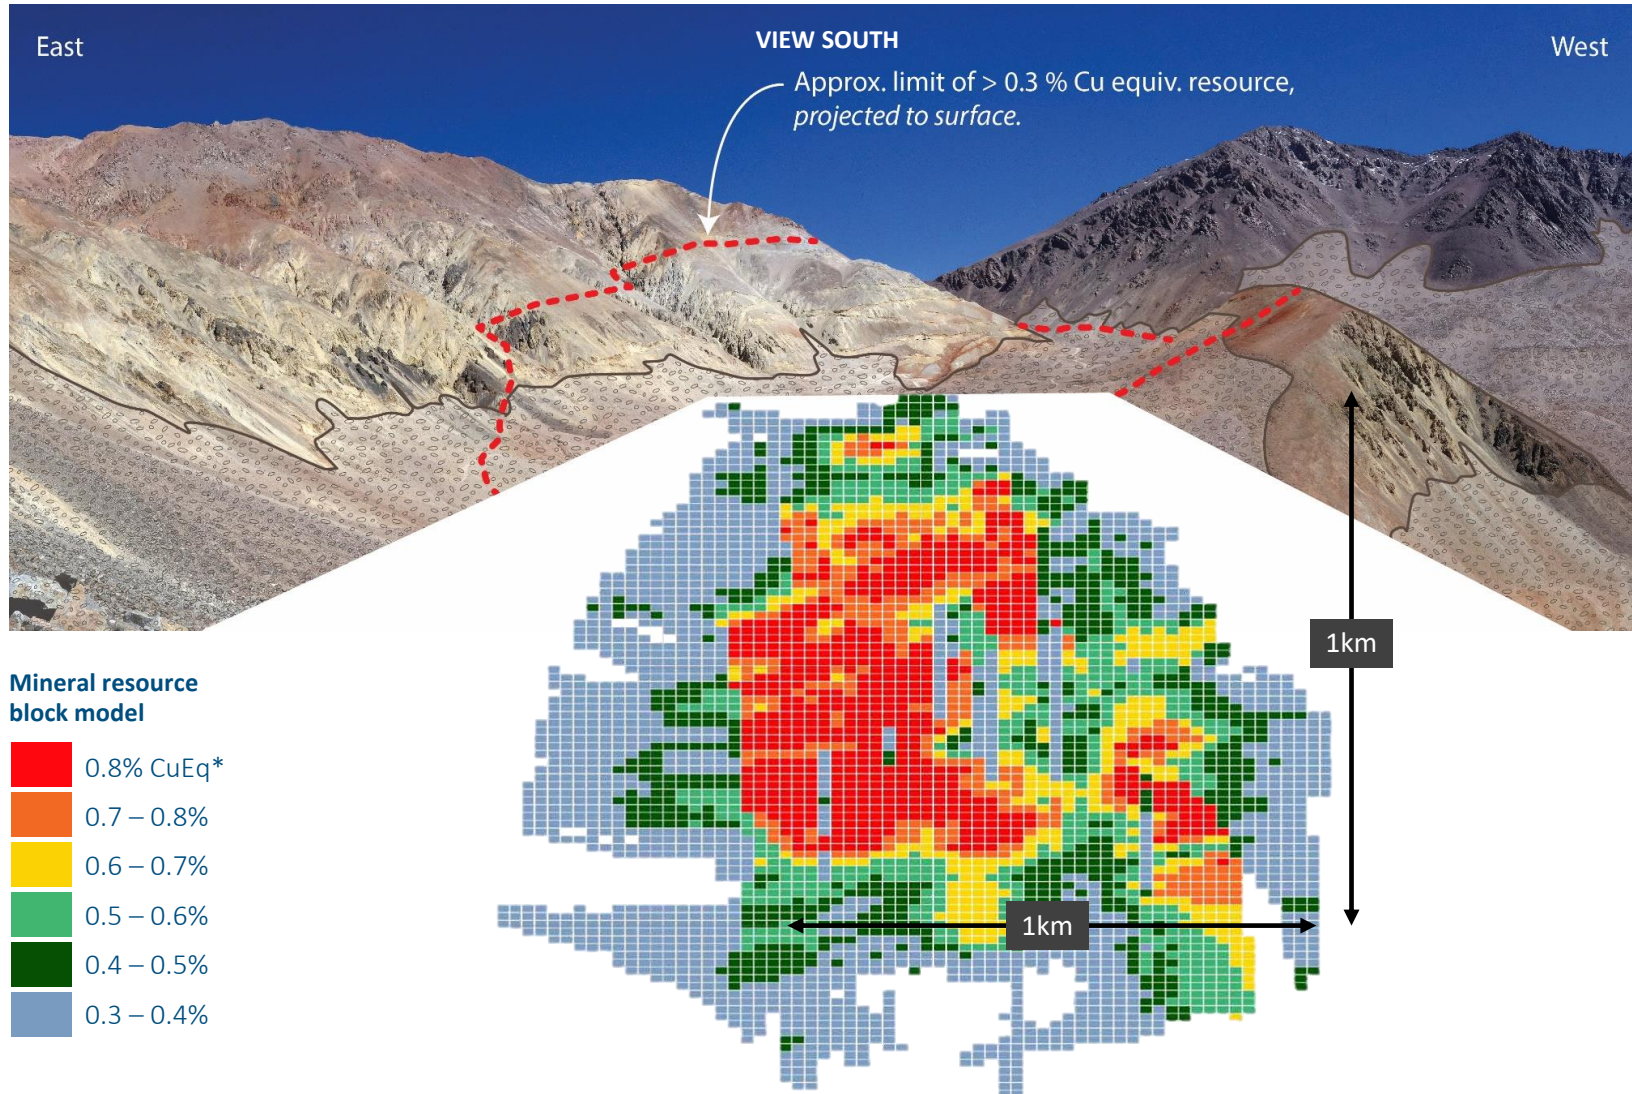 East
VIEW SOUTH
West
Approx. limit of > 0.3 % Cu equiv. resource,
projected to surface.
1km
Mineral resource
block model
0.8% CuEq*
0.7 – 0.8%
0.6 – 0.7%
0.5 – 0.6%
0.4 – 0.5%
0.3 – 0.4%
1km